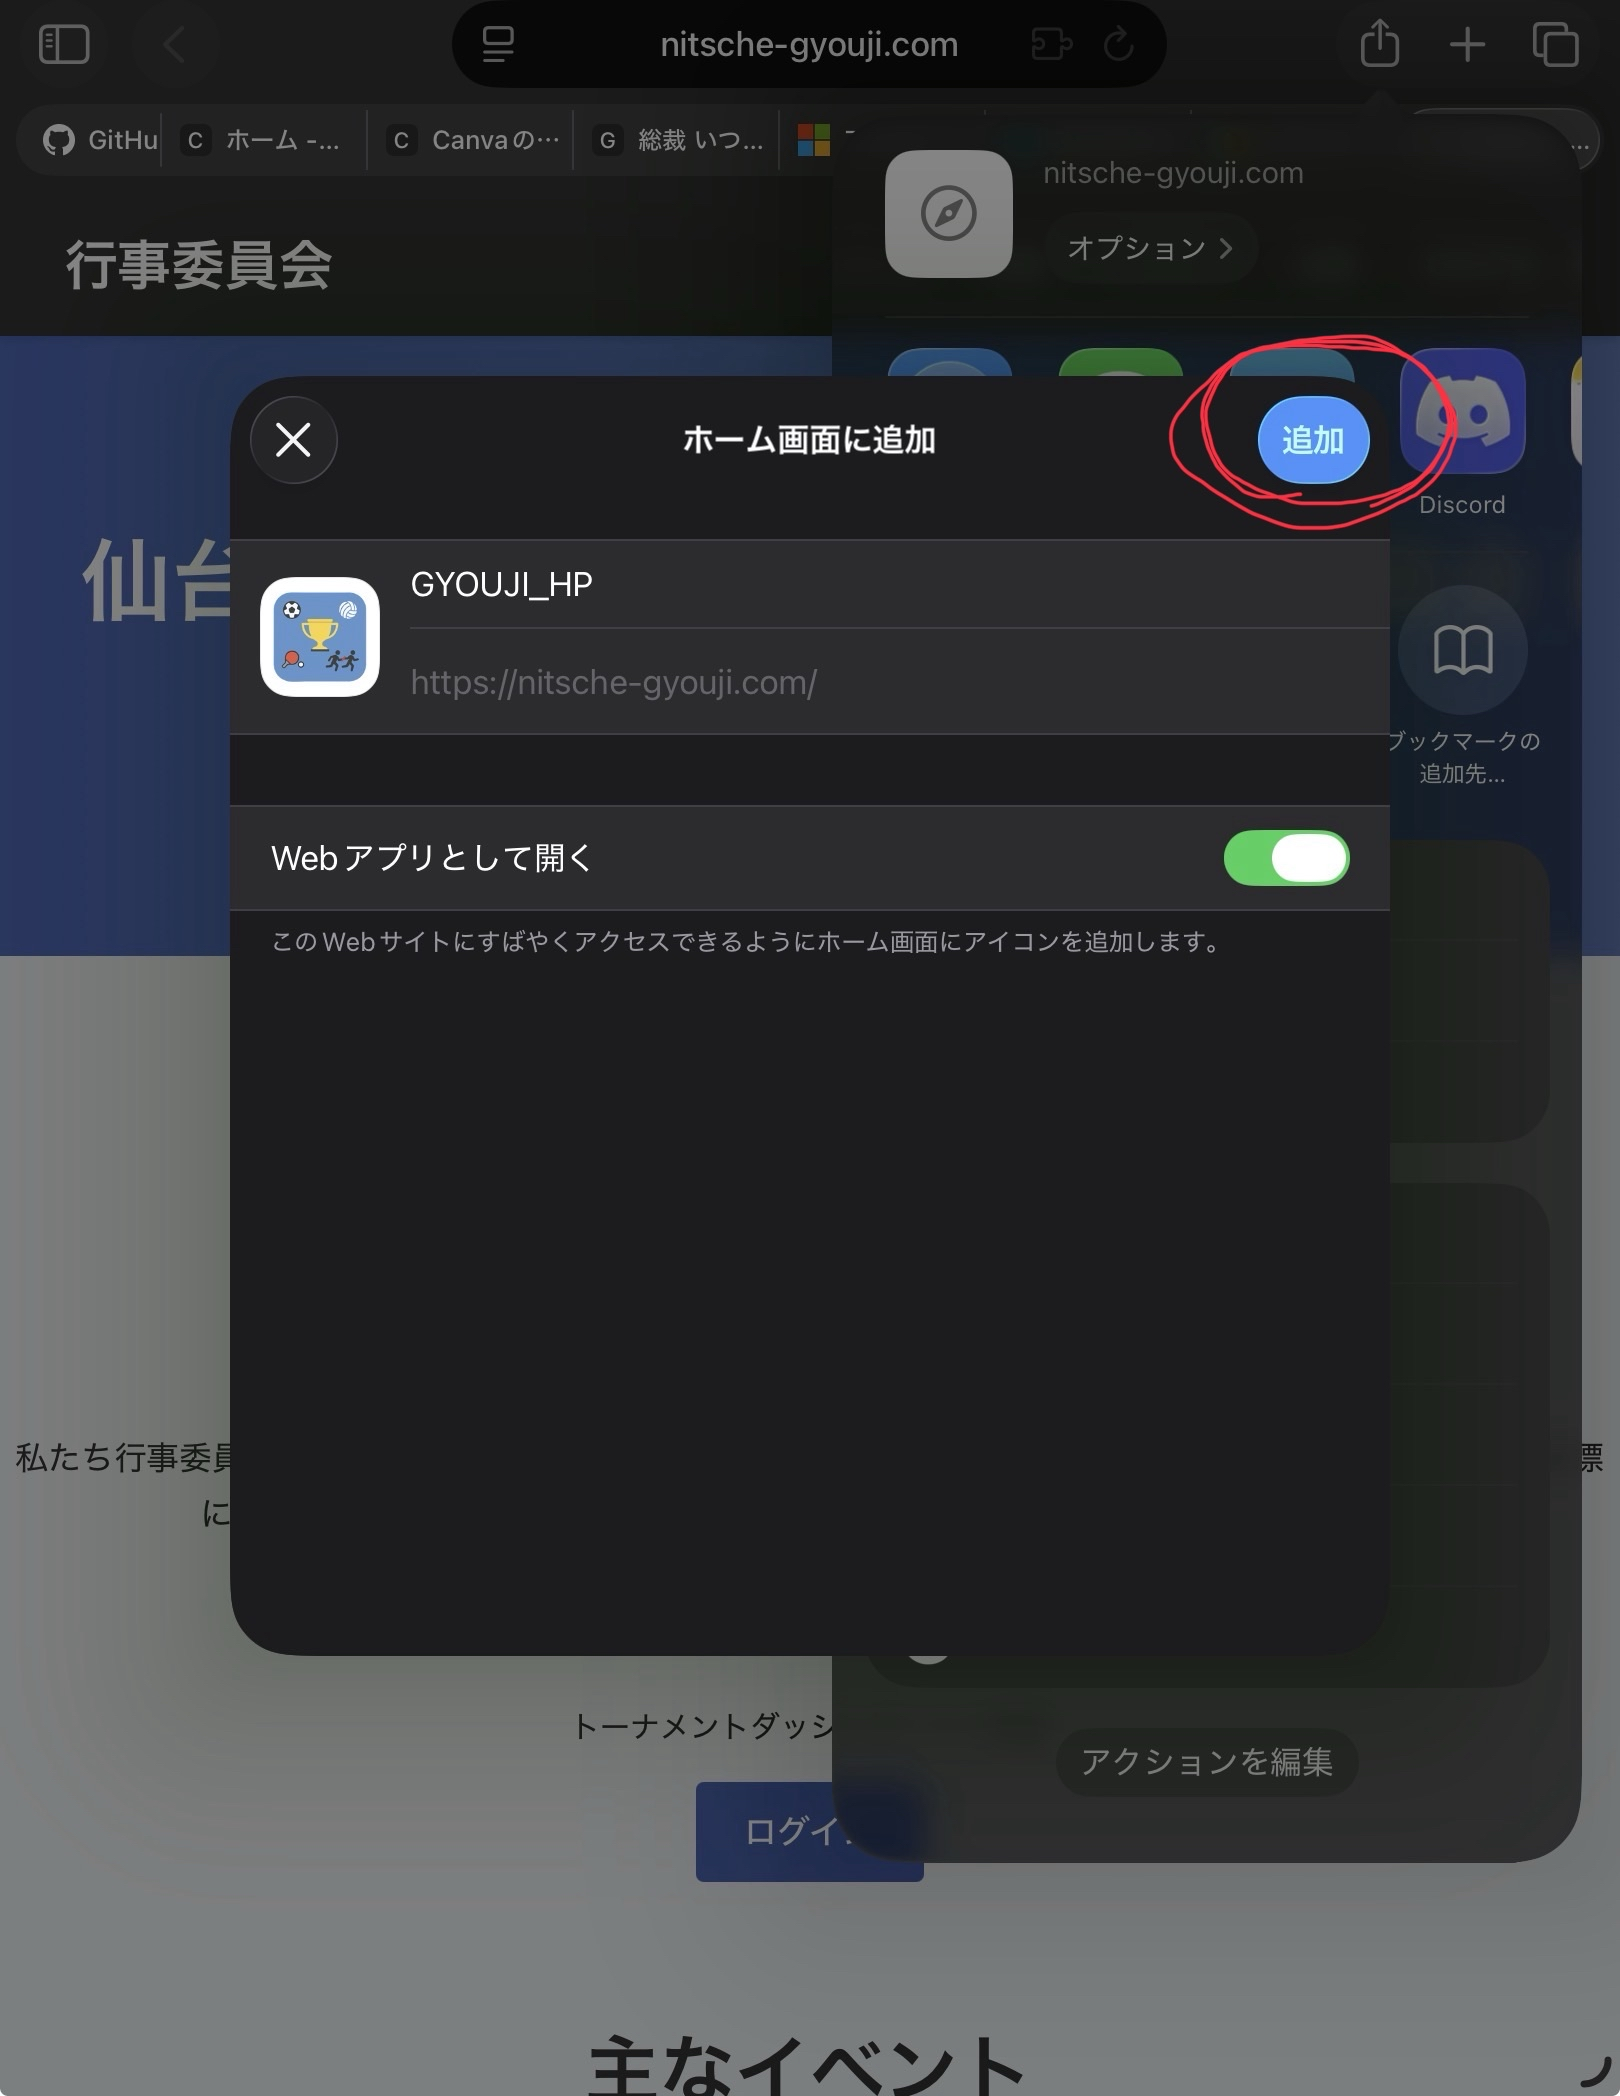 nitsche-gyouji.com
GitHu
C ホーム -...
C Canvaの…
G 総裁 いつ...
nitsche-gyouji.com
オプション
行事委員会
ホーム画面に追加
追加
Discord
仙台
GYOUJI_HP
https://nitsche-gyouji.com/
ブックマークの
追加先...
Webアプリとして開く
このWebサイトにすばやくアクセスできるようにホーム画面にアイコンを追加します。
私たち行事委員
標
に
トーナメントダッシ
アクションを編集
ログイ
主なイベント